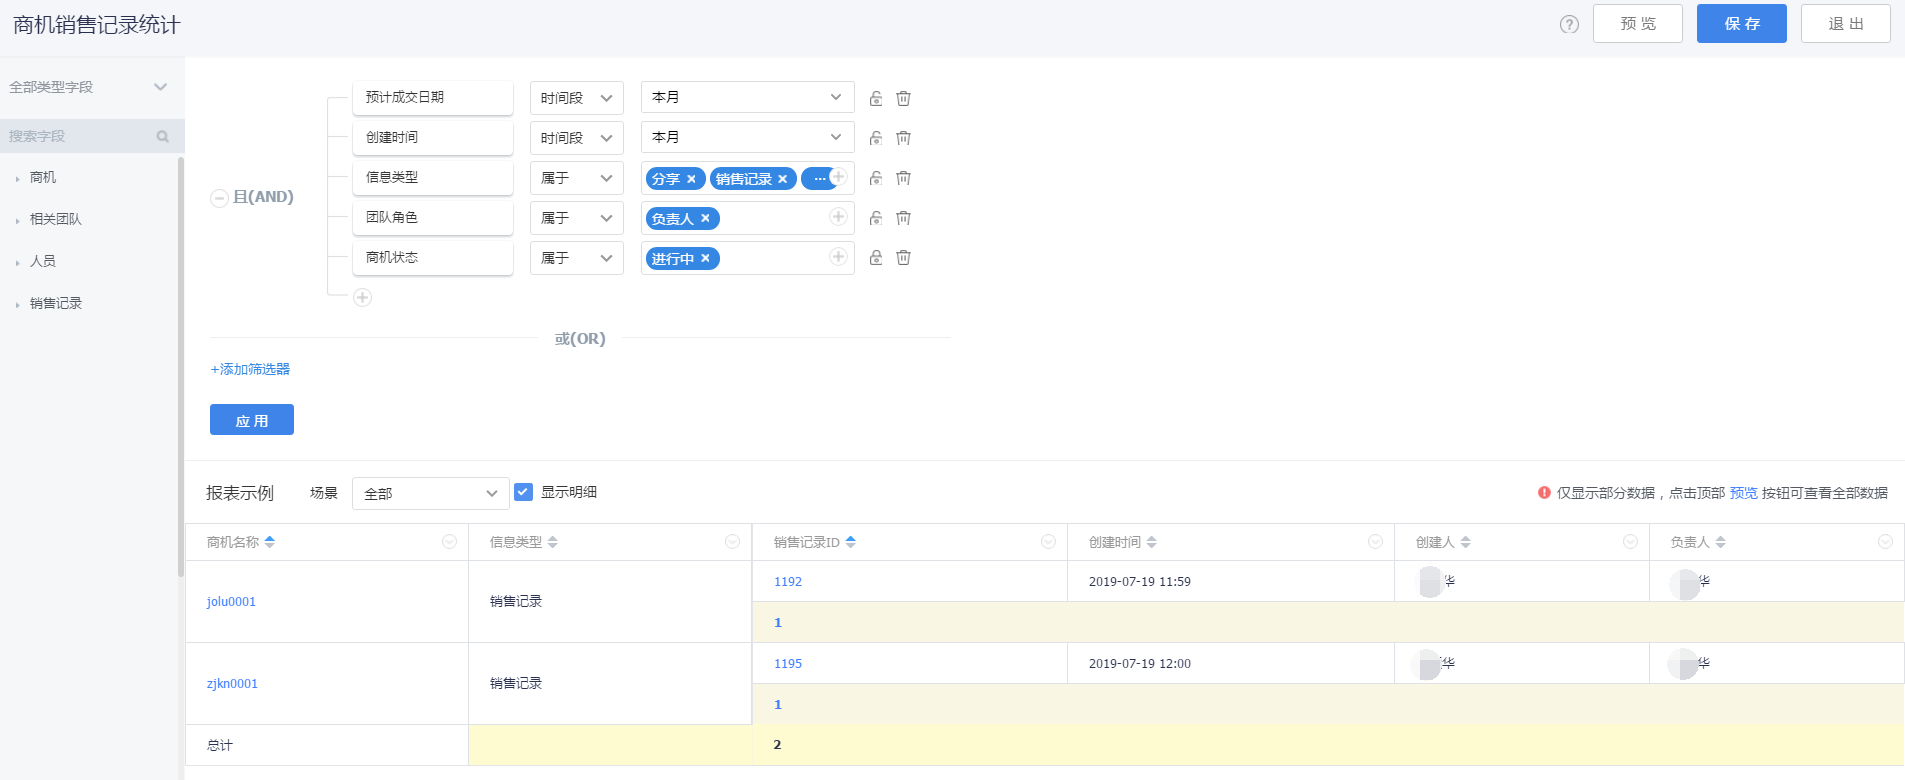 商机销售记录统计
预 览
保 存
退 出
全部类型字段
搜索字段
商机
相关团队
人员
销售记录
且(AND)
预计成交日期 时间段 本月
创建时间 时间段 本月
信息类型 属于 分享 × 销售记录 × ···
团队角色 属于 负责人 ×
商机状态 属于 进行中 ×
或(OR)
+添加筛选器
应 用
报表示例 场景 全部 显示明细
仅显示部分数据，点击顶部 预览 按钮可查看全部数据
商机名称 信息类型 销售记录ID 创建时间 创建人 负责人
jolu0001 销售记录 1192 2019-07-19 11:59 华 华
1
zjkn0001 销售记录 1195 2019-07-19 12:00 华 华
1
总计 2